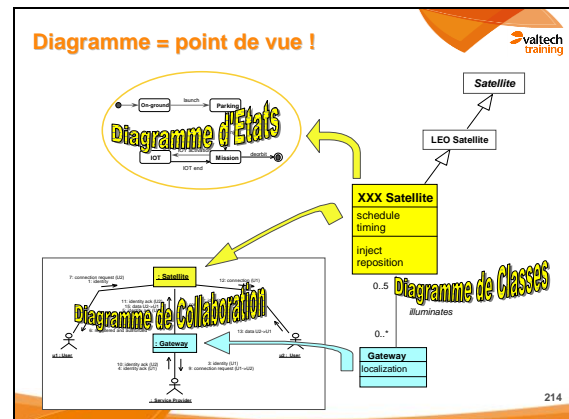 Diagramme = point de vue !
valtech
training
Satellite
LEO Satellite
On-ground
launch
Parking
Diagramme d'Etats
IOT activation
IOT
Mission
deorbit
IOT end
XXX Satellite
schedule
timing
inject
reposition
0..5
Diagramme de Classes
illuminates
0..*
Gateway
localization
: Satellite
7: connection request (U2)
1: identity
12: connection (U1)
11: identity ack (U2)
15: data U2->U1
Diagramme de Collaboration
13: data U2->U1
: Gateway
u1 : User
u2 : User
10: identity ack (U2)
4: identity ack (U1)
3: identity (U1)
9: connection request (U1->U2)
: Service Provider
214